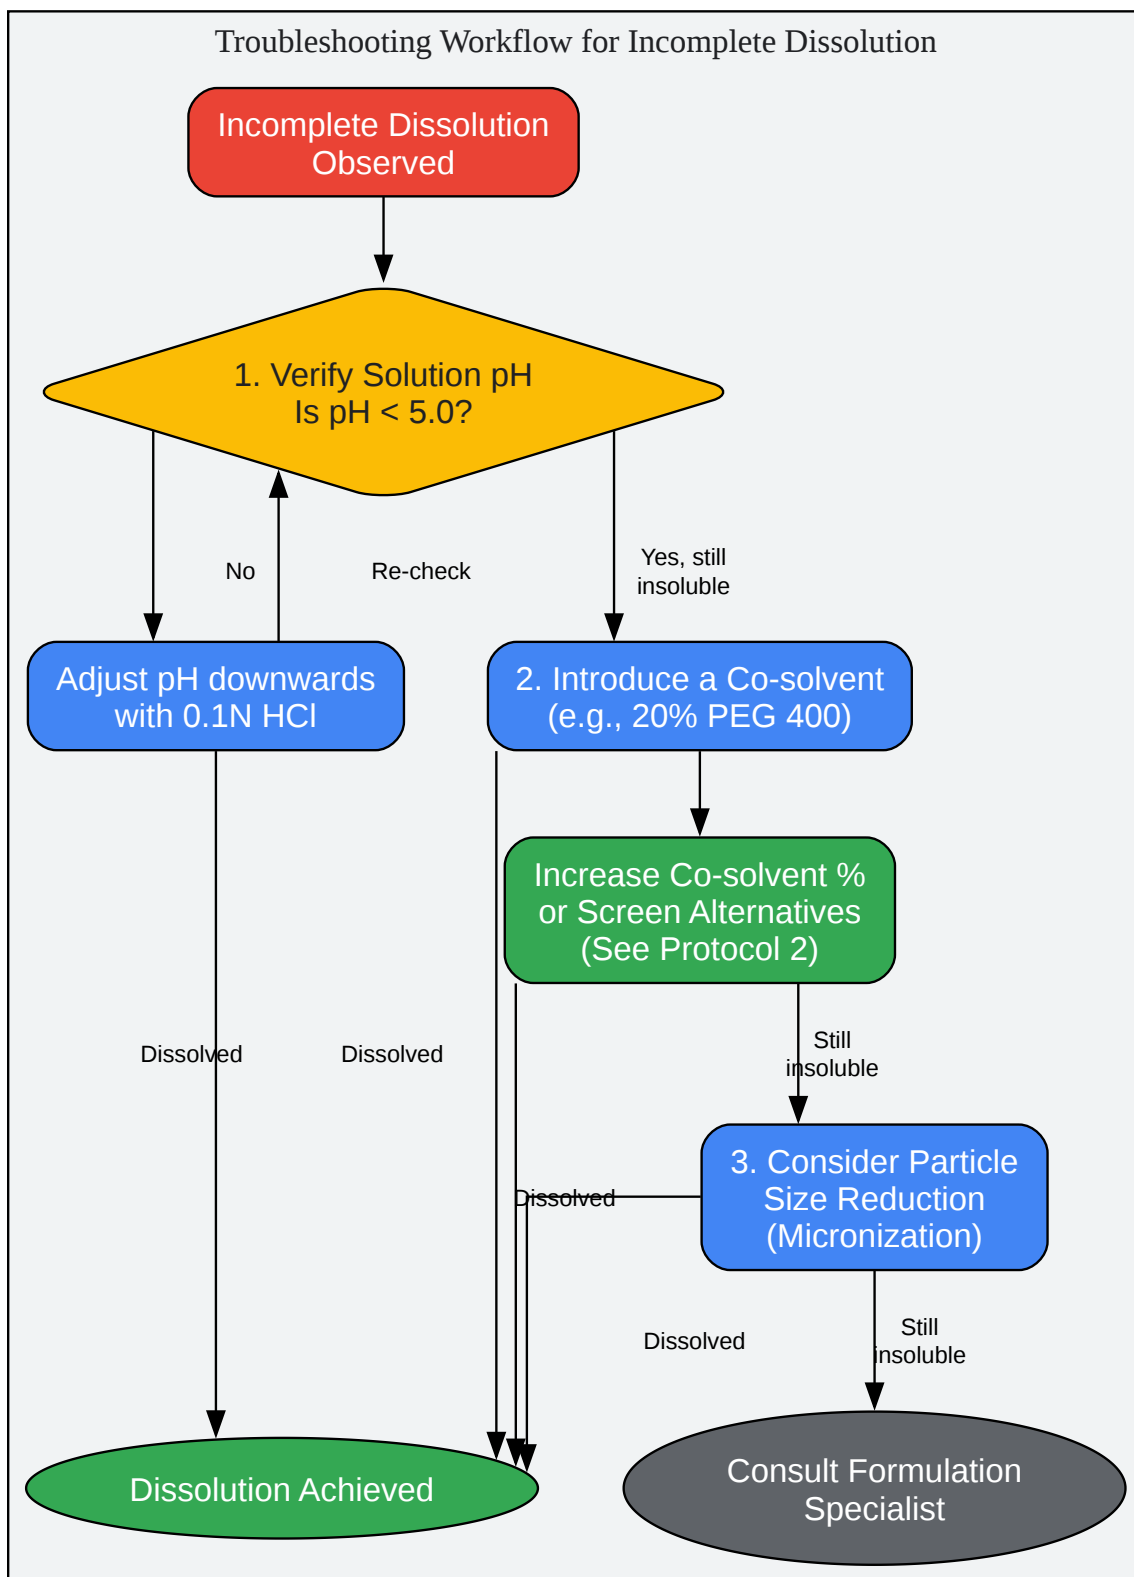 Troubleshooting Workflow for Incomplete Dissolution
Incomplete Dissolution
Observed
1. Verify Solution pH
Is pH < 5.0?
No
Re-check
Yes, still
insoluble
Adjust pH downwards
with 0.1N HCl
2. Introduce a Co-solvent
(e.g., 20% PEG 400)
Increase Co-solvent %
or Screen Alternatives
(See Protocol 2)
Dissolved
Dissolved
Still
insoluble
3. Consider Particle
Size Reduction
(Micronization)
Dissolved
Dissolved
Still
insoluble
Dissolution Achieved
Consult Formulation
Specialist